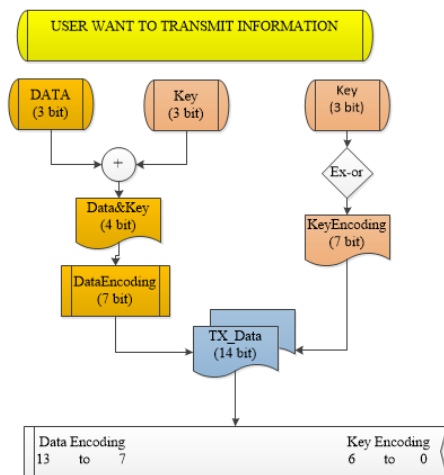 USER WANT TO TRANSMIT INFORMATION
DATA
(3 bit)
Key
(3 bit)
Key
(3 bit)
+
Ex-or
Data&Key
(4 bit)
KeyEncoding
(7 bit)
DataEncoding
(7 bit)
TX_Data
(14 bit)
Data Encoding
13 to 7
Key Encoding
6 to 0